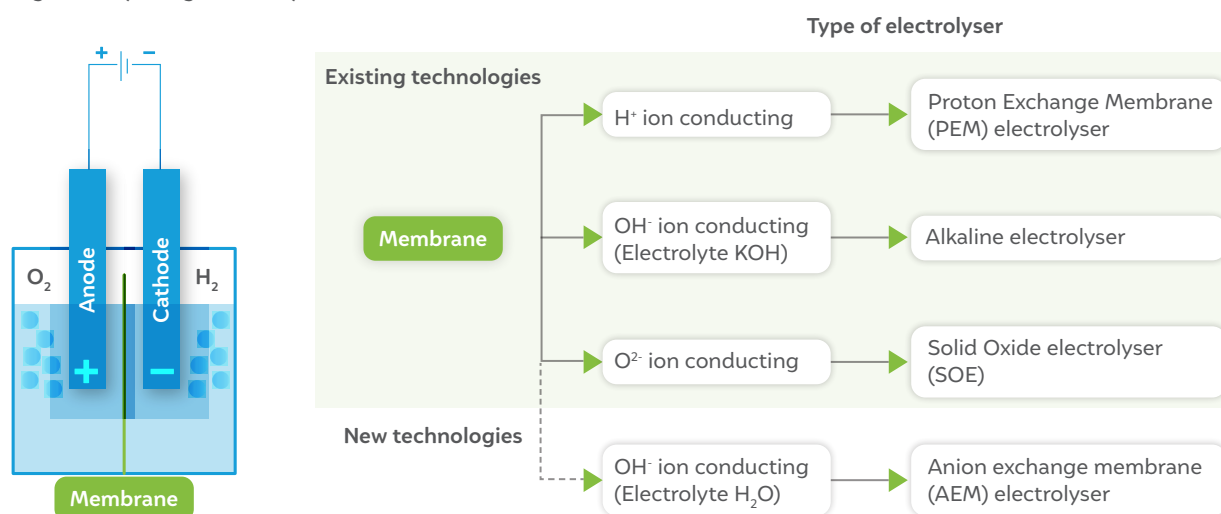 Type of electrolyser
+ −
Existing technologies
H⁺ ion conducting
Proton Exchange Membrane
(PEM) electrolyser
Membrane
OH⁻ ion conducting
(Electrolyte KOH)
Alkaline electrolyser
O₂
Anode
Cathode
H₂
+
−
O²⁻ ion conducting
Solid Oxide electrolyser
(SOE)
New technologies
OH⁻ ion conducting
(Electrolyte H₂O)
Anion exchange membrane
(AEM) electrolyser
Membrane